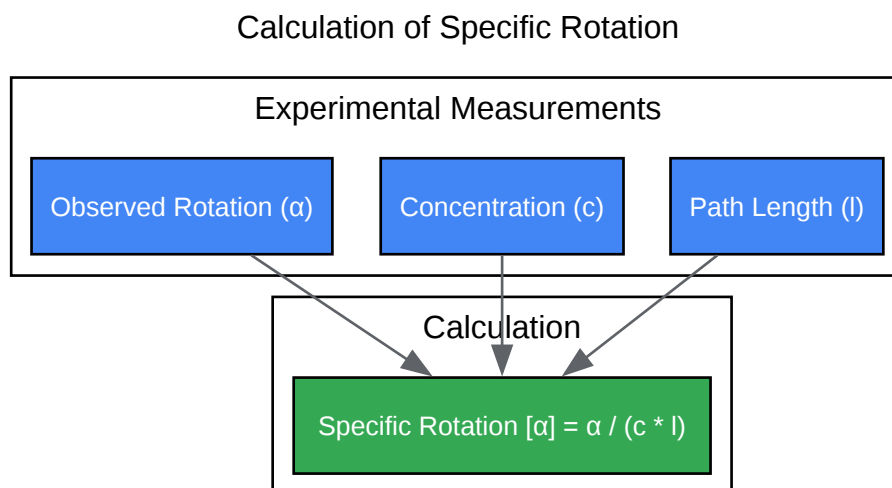 Calculation of Specific Rotation
Experimental Measurements
Observed Rotation (α)
Concentration (c)
Path Length (l)
Calculation
Specific Rotation [α] = α / (c * l)